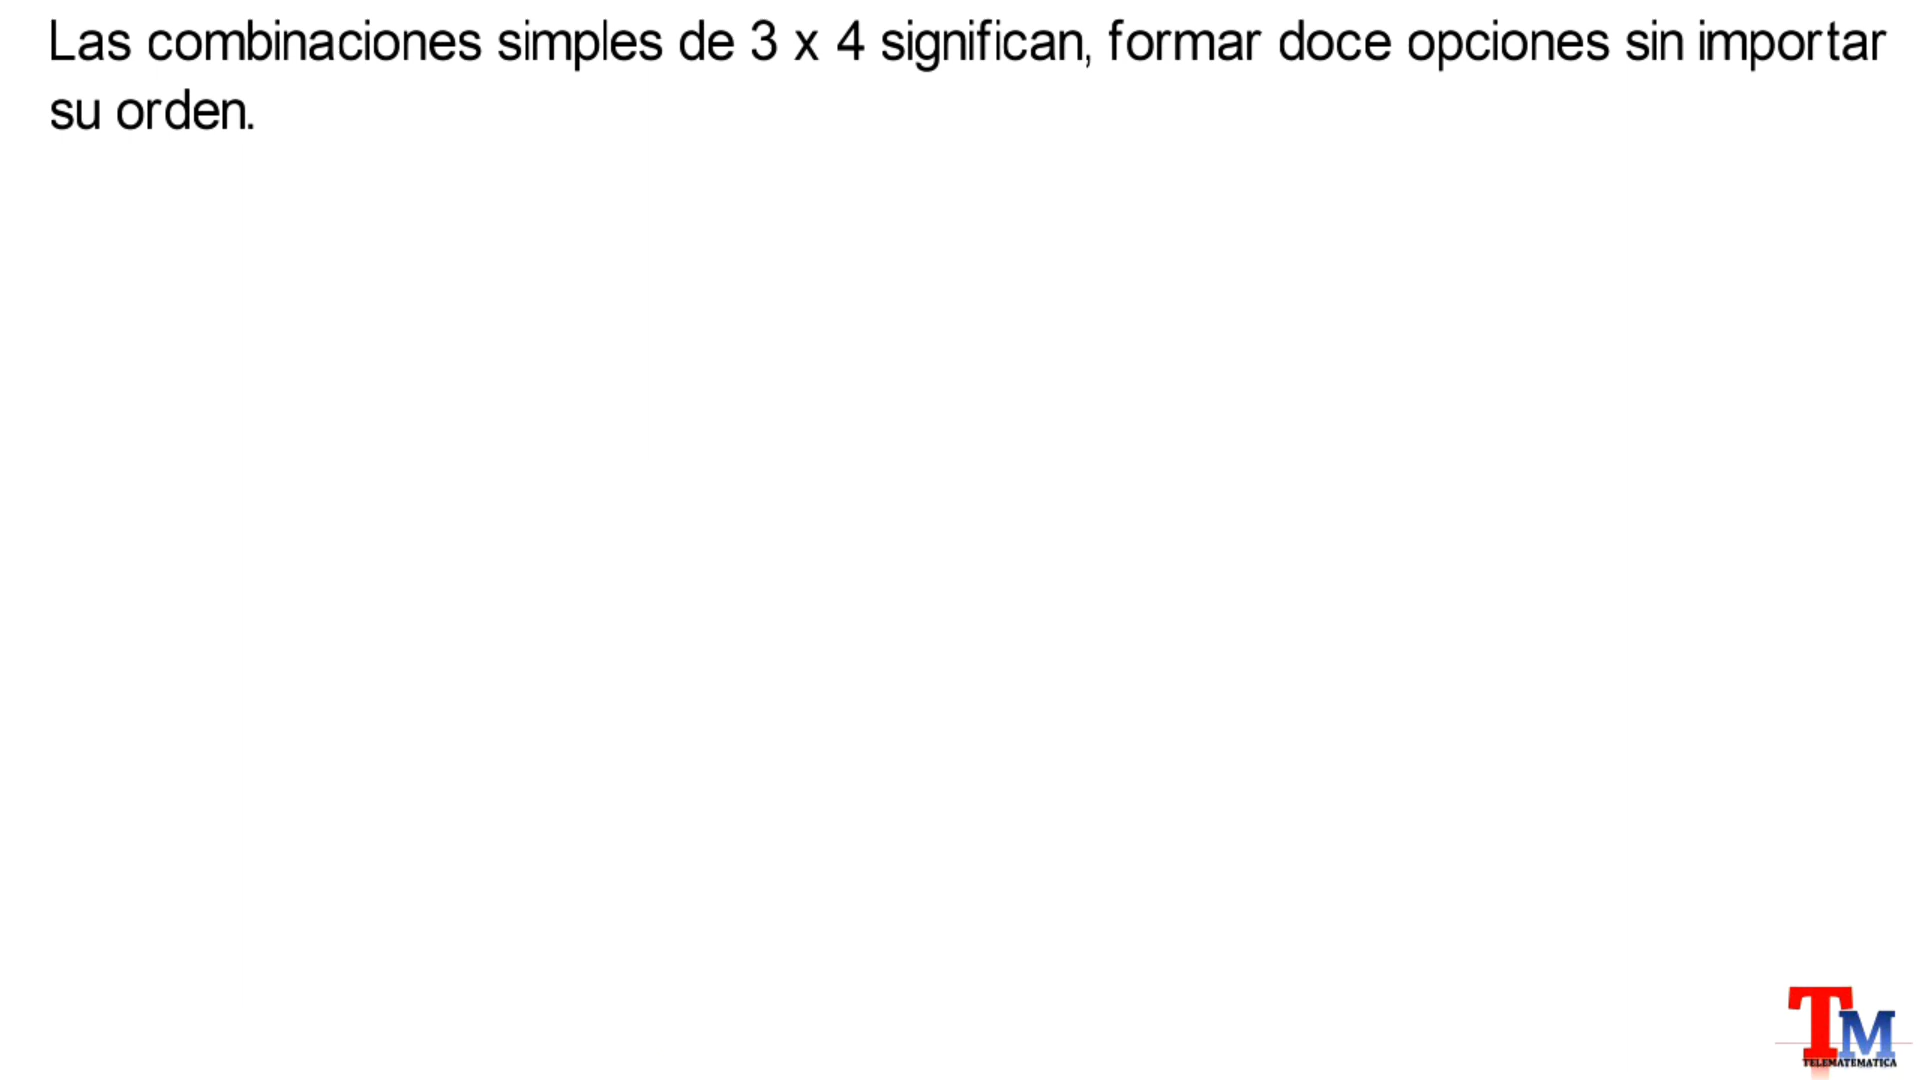 Las combinaciones simples de 3 x 4 significan, formar doce opciones sin importar
su orden.
TM
TELEMATEMATICA